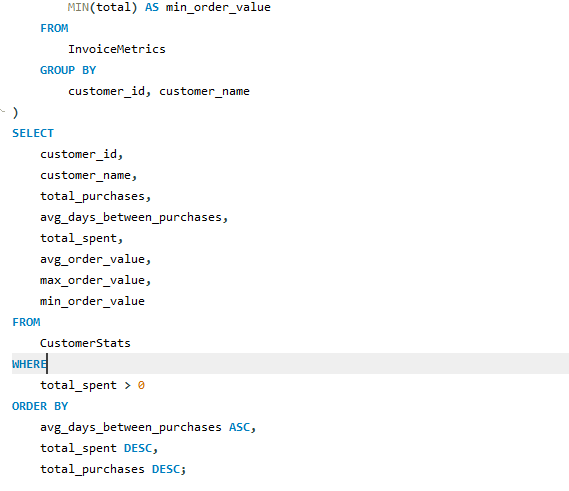 MIN(total) AS min_order_value
FROM
InvoiceMetrics
GROUP BY
customer_id, customer_name
)
SELECT
customer_id,
customer_name,
total_purchases,
avg_days_between_purchases,
total_spent,
avg_order_value,
max_order_value,
min_order_value
FROM
CustomerStats
WHERE
total_spent > 0
ORDER BY
avg_days_between_purchases ASC,
total_spent DESC,
total_purchases DESC;